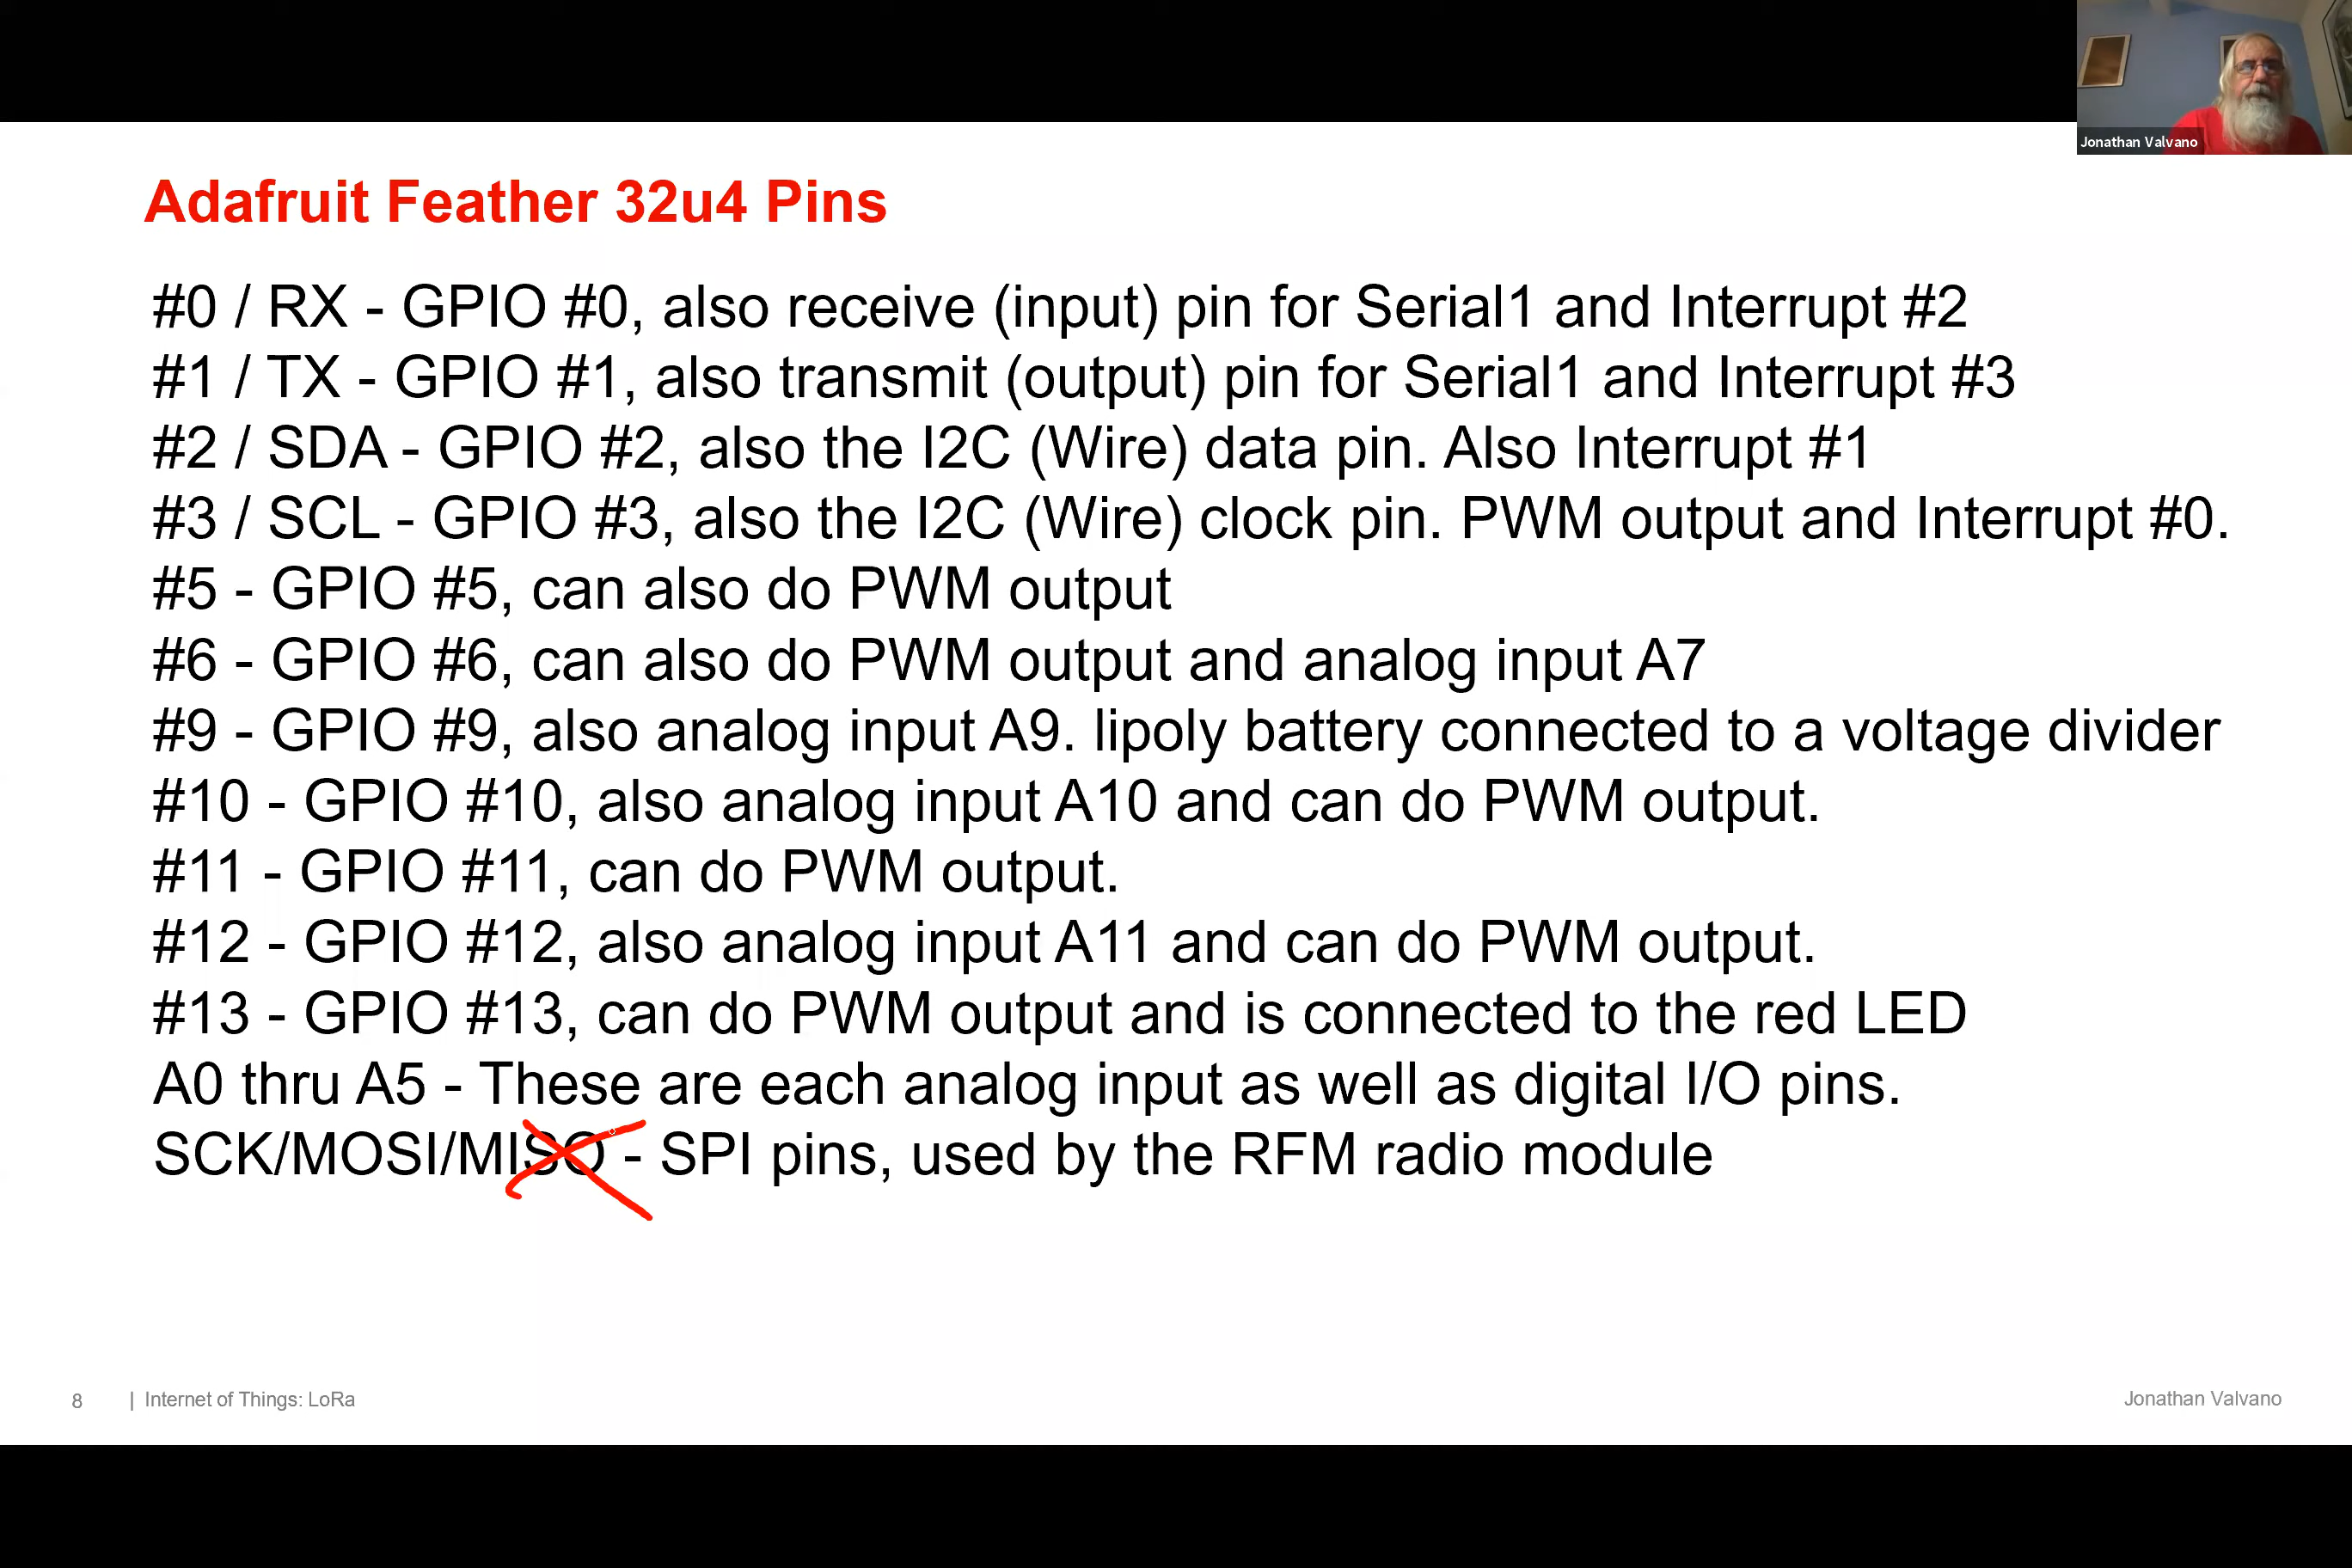 Jonathan Valvano
Adafruit Feather 32u4 Pins
#0 / RX - GPIO #0, also receive (input) pin for Serial1 and Interrupt #2
#1 / TX - GPIO #1, also transmit (output) pin for Serial1 and Interrupt #3
#2 / SDA - GPIO #2, also the I2C (Wire) data pin. Also Interrupt #1
#3 / SCL - GPIO #3, also the I2C (Wire) clock pin. PWM output and Interrupt #0.
#5 - GPIO #5, can also do PWM output
#6 - GPIO #6, can also do PWM output and analog input A7
#9 - GPIO #9, also analog input A9. lipoly battery connected to a voltage divider
#10 - GPIO #10, also analog input A10 and can do PWM output.
#11 - GPIO #11, can do PWM output.
#12 - GPIO #12, also analog input A11 and can do PWM output.
#13 - GPIO #13, can do PWM output and is connected to the red LED
A0 thru A5 - These are each analog input as well as digital I/O pins.
SCK/MOSI/MISO - SPI pins, used by the RFM radio module
8 | Internet of Things: LoRa
Jonathan Valvano